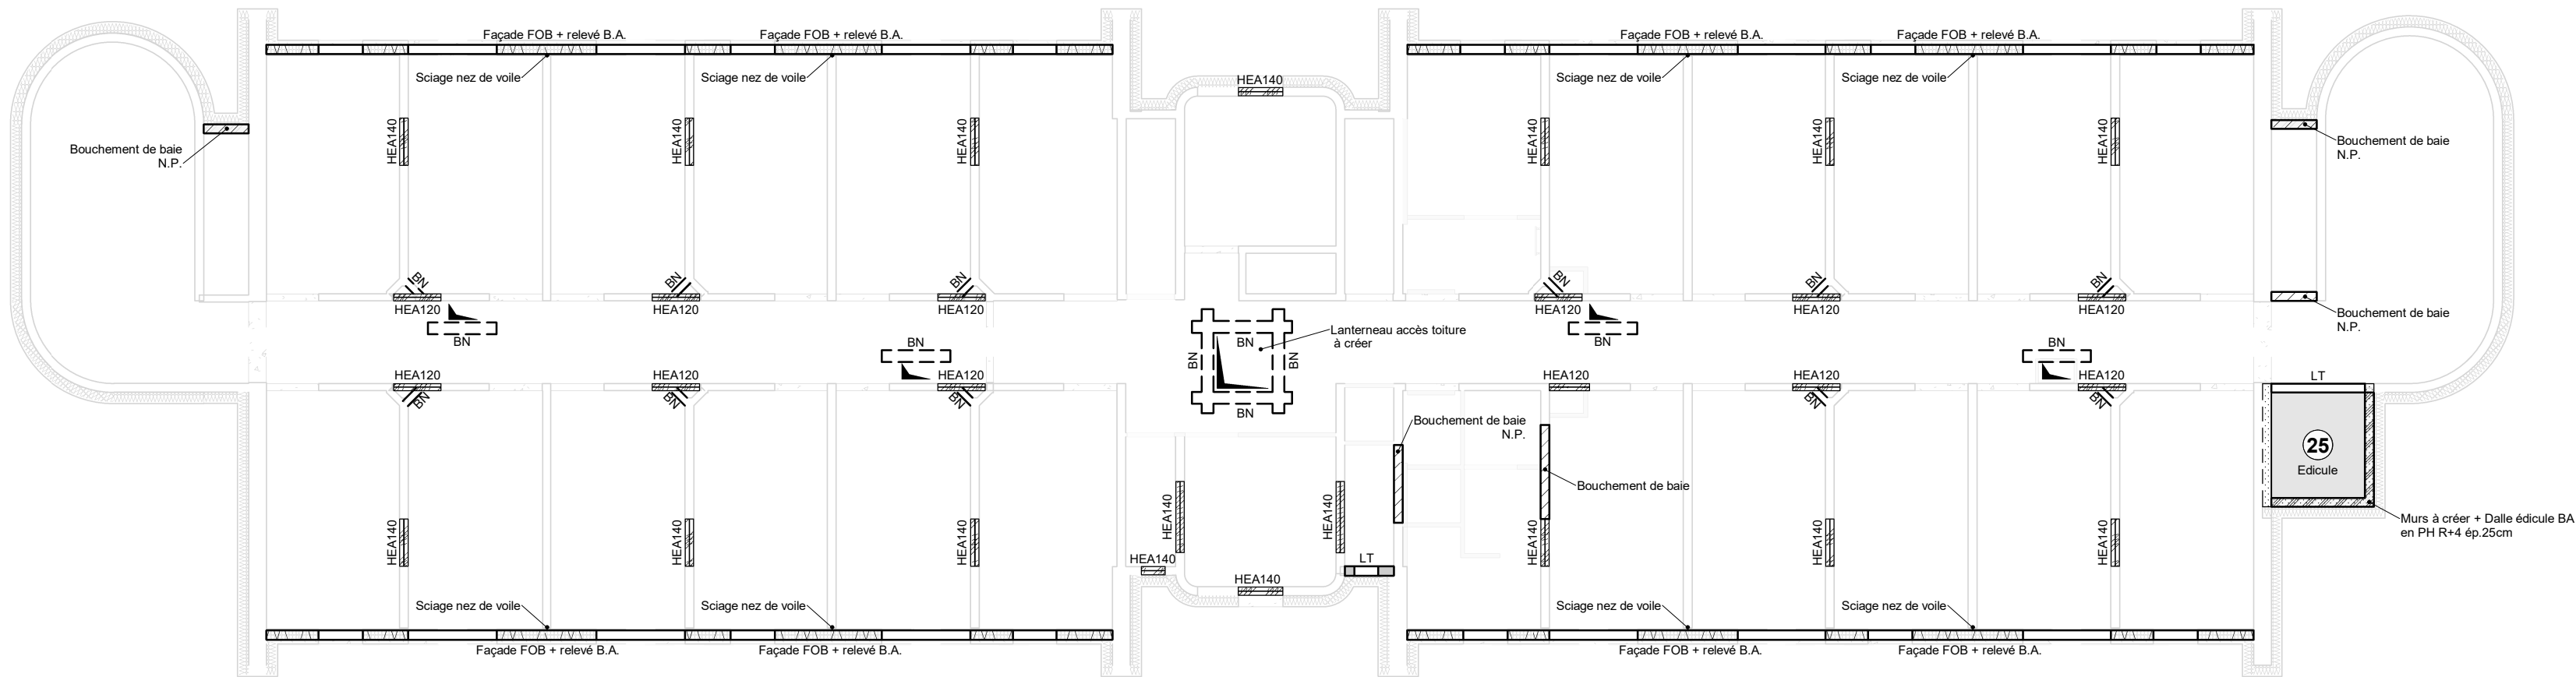 Façade FOB + relevé B.A.
Façade FOB + relevé B.A.
Façade FOB + relevé B.A.
Façade FOB + relevé B.A.
Sciage nez de voile
Sciage nez de voile
Sciage nez de voile
Sciage nez de voile
HEA140
HEA140
HEA140
HEA140
HEA140
HEA140
HEA140
Bouchement de baie
N.P.
Bouchement de baie
N.P.
BN
BN
BN
BN
BN
BN
HEA120
HEA120
HEA120
HEA120
HEA120
HEA120
Bouchement de baie
N.P.
BN
BN
BN
BN
BN
BN
BN
BN
Lanterneau accès toiture
à créer
HEA120
HEA120
HEA120
HEA120
HEA120
HEA120
LT
BN
BN
BN
BN
BN
Bouchement de baie
N.P.
25
Edicule
Bouchement de baie
HEA140
HEA140
HEA140
HEA140
HEA140
HEA140
HEA140
HEA140
Murs à créer + Dalle édicule BA
en PH R+4 ép.25cm
LT
HEA140
HEA140
Sciage nez de voile
Sciage nez de voile
Sciage nez de voile
Sciage nez de voile
Façade FOB + relevé B.A.
Façade FOB + relevé B.A.
Façade FOB + relevé B.A.
Façade FOB + relevé B.A.